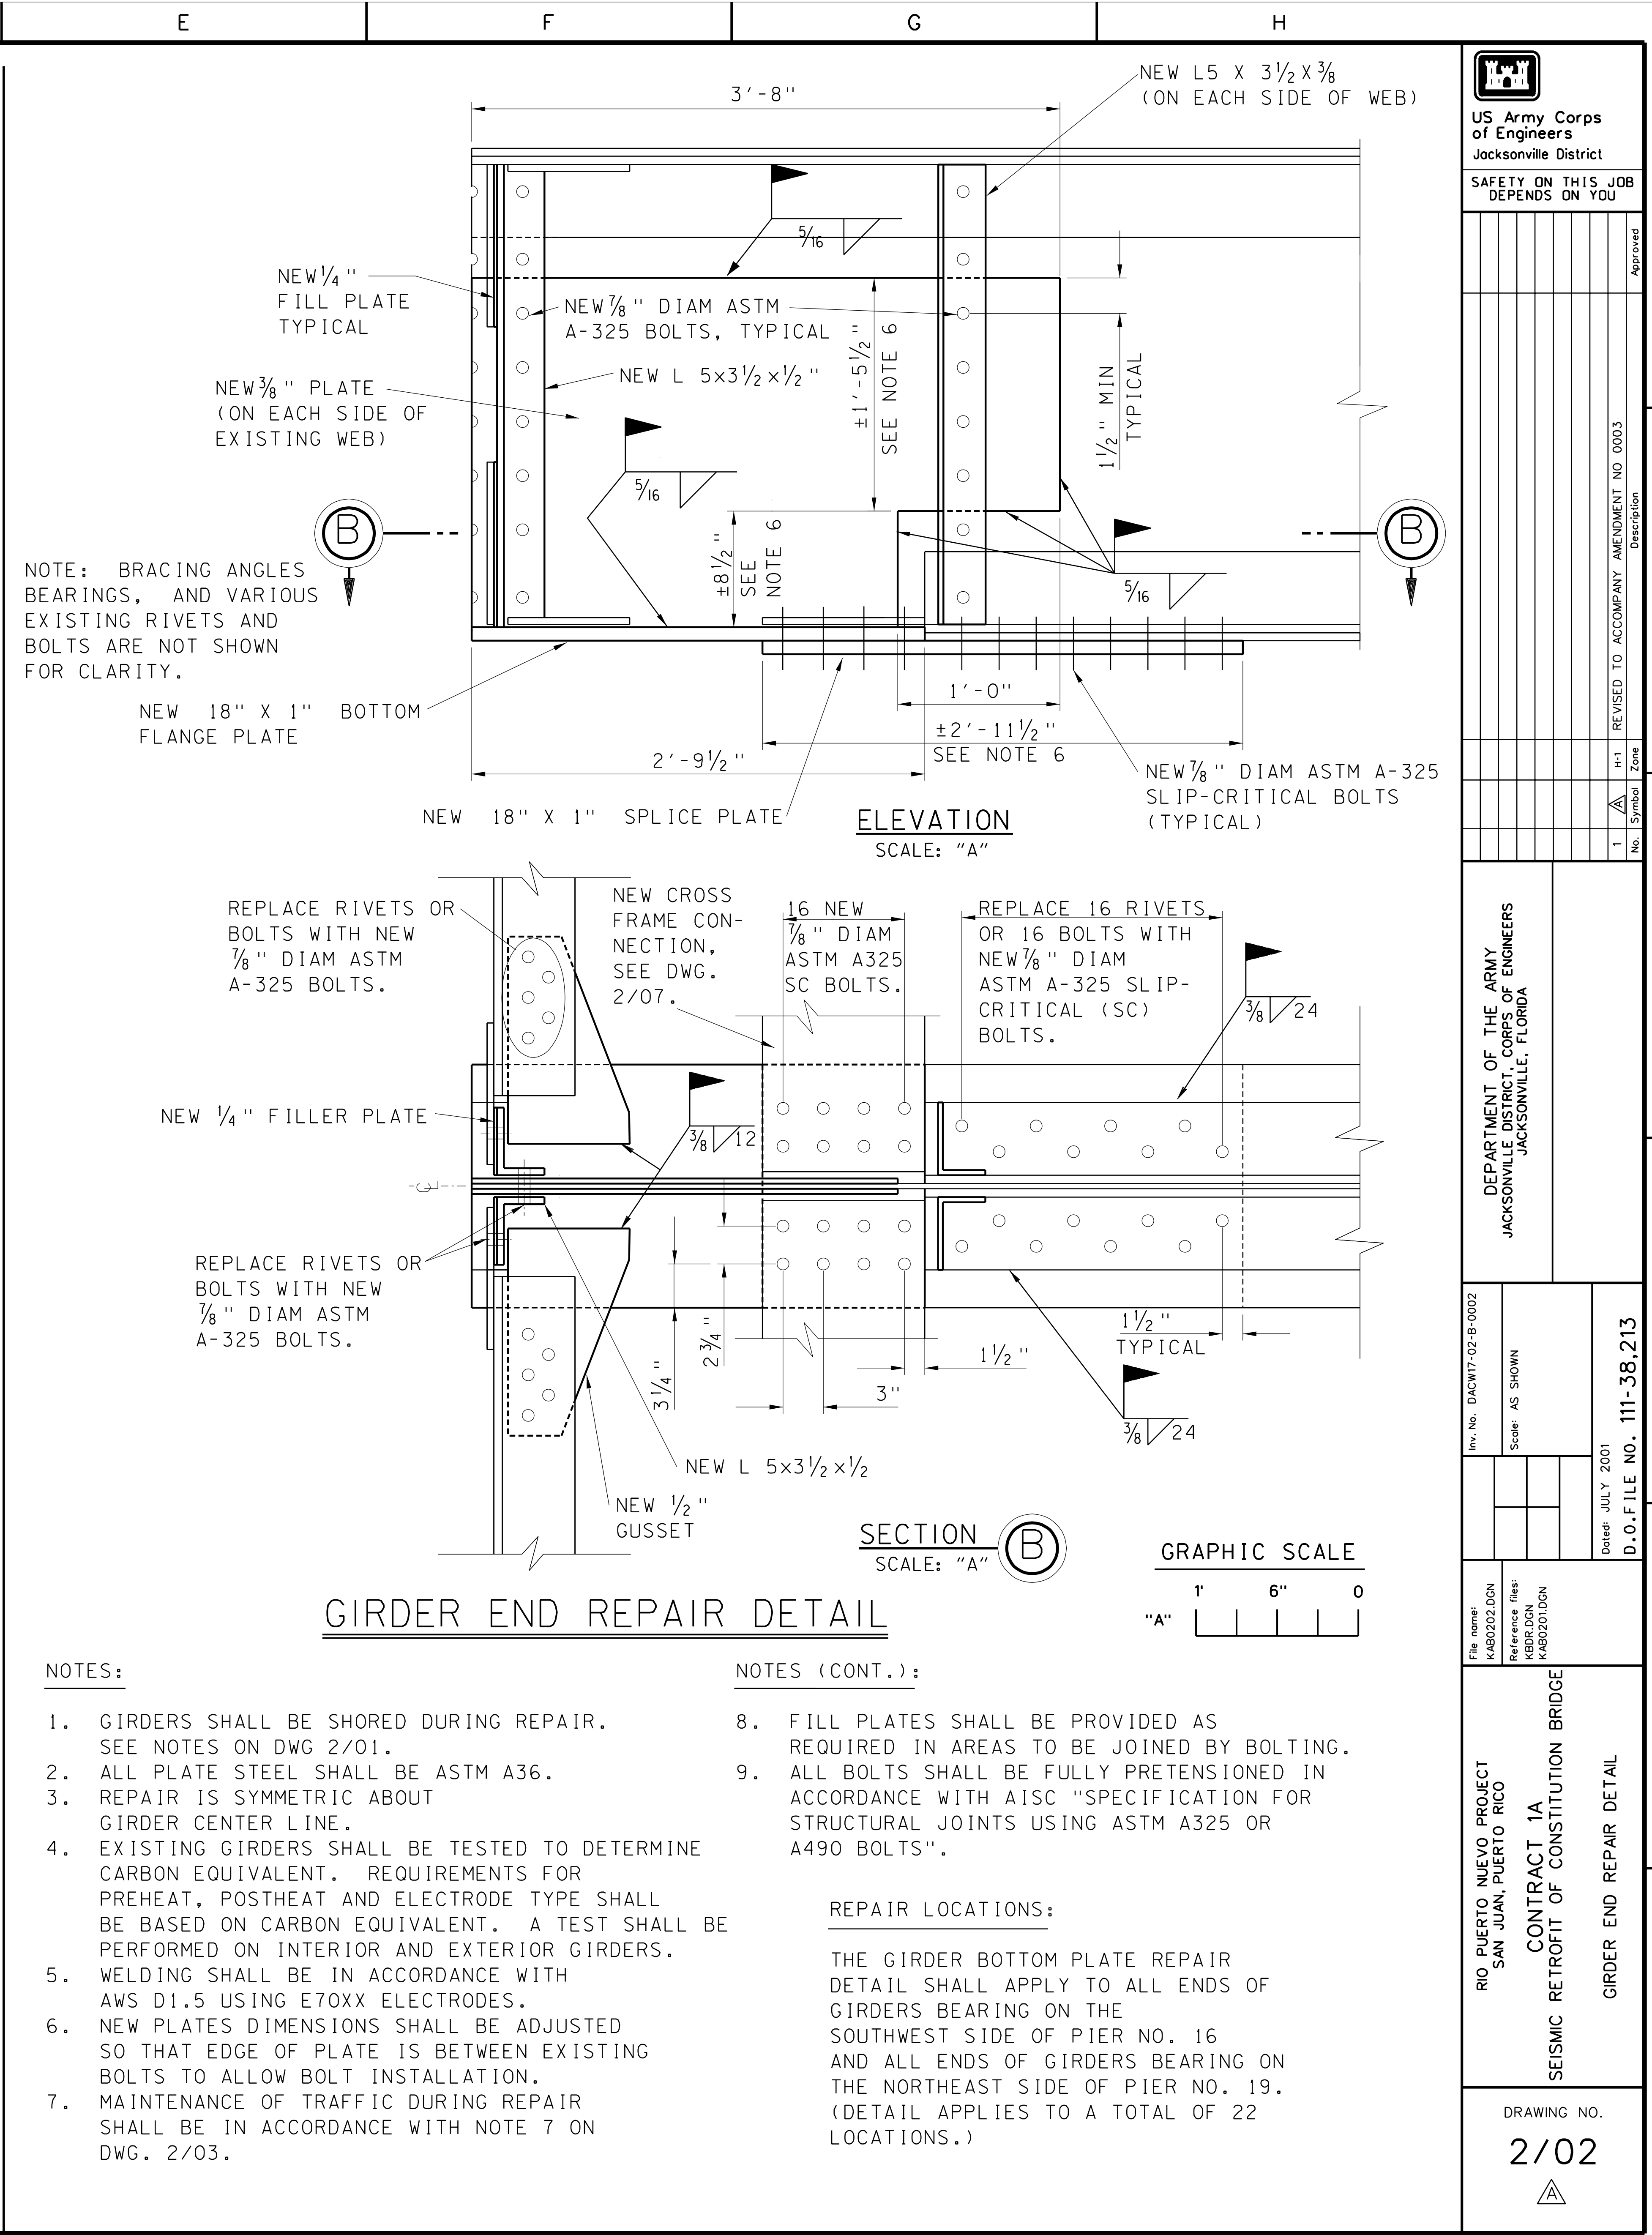 E F G H
3'-8"
NEW L5 X 3½ X ⅜
(ON EACH SIDE OF WEB)
5/16
NEW ¼"
FILL PLATE
TYPICAL
NEW ⅞" DIAM ASTM
A-325 BOLTS, TYPICAL
NEW L 5x3½x½"
NEW ⅜" PLATE
(ON EACH SIDE OF
EXISTING WEB)
±1'-5½"
SEE NOTE 6
1½" MIN
TYPICAL
5/16
B
B
±8½"
SEE
NOTE 6
5/16
NOTE: BRACING ANGLES
BEARINGS, AND VARIOUS
EXISTING RIVETS AND
BOLTS ARE NOT SHOWN
FOR CLARITY.
NEW 18" X 1" BOTTOM
FLANGE PLATE
1'-0"
±2'-11½"
SEE NOTE 6
2'-9½"
NEW ⅞" DIAM ASTM A-325
SLIP-CRITICAL BOLTS
(TYPICAL)
NEW 18" X 1" SPLICE PLATE
ELEVATION
SCALE: "A"
REPLACE RIVETS OR
BOLTS WITH NEW
⅞" DIAM ASTM
A-325 BOLTS.
NEW CROSS
FRAME CON-
NECTION,
SEE DWG.
2/07.
16 NEW
⅞" DIAM
ASTM A325
SC BOLTS.
REPLACE 16 RIVETS
OR 16 BOLTS WITH
NEW ⅞" DIAM
ASTM A-325 SLIP-
CRITICAL (SC)
BOLTS.
⅜ 24
NEW ¼" FILLER PLATE
⅜ 12
CL
REPLACE RIVETS OR
BOLTS WITH NEW
⅞" DIAM ASTM
A-325 BOLTS.
3¼"
2¾"
1½"
3"
1½"
TYPICAL
⅜ 24
NEW L 5x3½x½
NEW ½"
GUSSET
SECTION B
SCALE: "A"
GRAPHIC SCALE
1' 6" 0
"A"
GIRDER END REPAIR DETAIL
NOTES:
1. GIRDERS SHALL BE SHORED DURING REPAIR.
SEE NOTES ON DWG 2/01.
2. ALL PLATE STEEL SHALL BE ASTM A36.
3. REPAIR IS SYMMETRIC ABOUT
GIRDER CENTER LINE.
4. EXISTING GIRDERS SHALL BE TESTED TO DETERMINE
CARBON EQUIVALENT. REQUIREMENTS FOR
PREHEAT, POSTHEAT AND ELECTRODE TYPE SHALL
BE BASED ON CARBON EQUIVALENT. A TEST SHALL BE
PERFORMED ON INTERIOR AND EXTERIOR GIRDERS.
5. WELDING SHALL BE IN ACCORDANCE WITH
AWS D1.5 USING E70XX ELECTRODES.
6. NEW PLATES DIMENSIONS SHALL BE ADJUSTED
SO THAT EDGE OF PLATE IS BETWEEN EXISTING
BOLTS TO ALLOW BOLT INSTALLATION.
7. MAINTENANCE OF TRAFFIC DURING REPAIR
SHALL BE IN ACCORDANCE WITH NOTE 7 ON
DWG. 2/03.
NOTES (CONT.):
8. FILL PLATES SHALL BE PROVIDED AS
REQUIRED IN AREAS TO BE JOINED BY BOLTING.
9. ALL BOLTS SHALL BE FULLY PRETENSIONED IN
ACCORDANCE WITH AISC "SPECIFICATION FOR
STRUCTURAL JOINTS USING ASTM A325 OR
A490 BOLTS".
REPAIR LOCATIONS:
THE GIRDER BOTTOM PLATE REPAIR
DETAIL SHALL APPLY TO ALL ENDS OF
GIRDERS BEARING ON THE
SOUTHWEST SIDE OF PIER NO. 16
AND ALL ENDS OF GIRDERS BEARING ON
THE NORTHEAST SIDE OF PIER NO. 19.
(DETAIL APPLIES TO A TOTAL OF 22
LOCATIONS.)
US Army Corps
of Engineers
Jacksonville District
SAFETY ON THIS JOB
DEPENDS ON YOU
1 A H-1 REVISED TO ACCOMPANY AMENDMENT NO 0003
No. Symbol Zone Description Approved
DEPARTMENT OF THE ARMY
JACKSONVILLE DISTRICT, CORPS OF ENGINEERS
JACKSONVILLE, FLORIDA
Inv. No. DACW17-02-B-0002
Scale: AS SHOWN
Dated: JULY 2001
D.O.FILE NO. 111-38,213
File name:
KAB0202.DGN
Reference files:
KBDR.DGN
KAB0201.DGN
RIO PUERTO NUEVO PROJECT
SAN JUAN, PUERTO RICO
CONTRACT 1A
SEISMIC RETROFIT OF CONSTITUTION BRIDGE
GIRDER END REPAIR DETAIL
DRAWING NO.
2/02
A